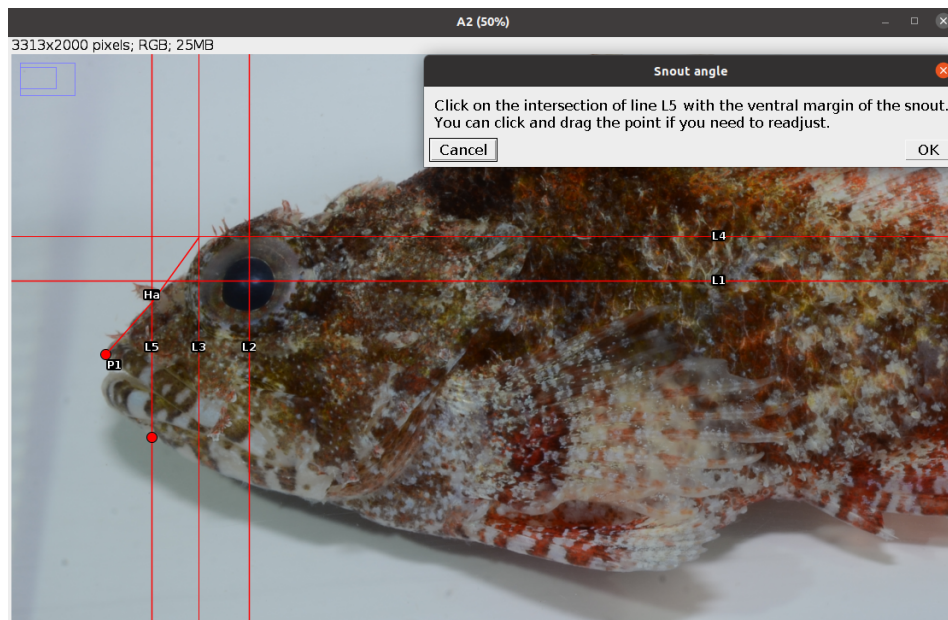 A2 (50%)
3313x2000 pixels; RGB; 25MB
Snout angle
Click on the intersection of line L5 with the ventral margin of the snout.
You can click and drag the point if you need to readjust.
Cancel
OK
L4
L1
Ha
L5
L3
L2
P1